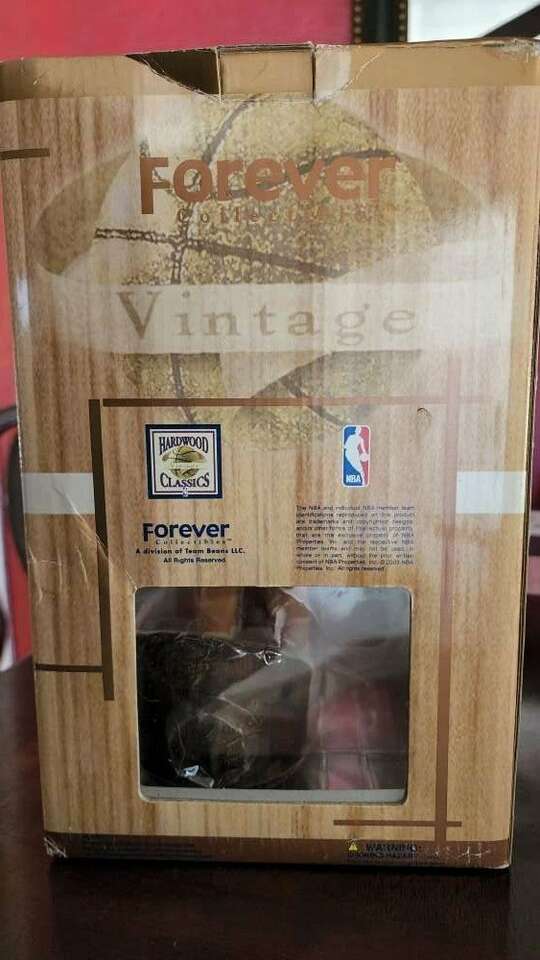 Forever
Collectibles
Vintage
HARDWOOD
CLASSICS
NBA
Forever
Collectibles™
A division of Team Beans LLC.
All Rights Reserved.
The NBA and individual NBA member team
identifications reproduced on this product
are trademarks and copyrighted designs,
and/or other forms of intellectual property,
that are the exclusive property of NBA
Properties, Inc. and the respective NBA
member teams and may not be used, in
whole or in part, without the prior written
consent of NBA Properties, Inc. © 2003 NBA
Properties, Inc. All rights reserved.
WARNING:
CHOKING HAZARD